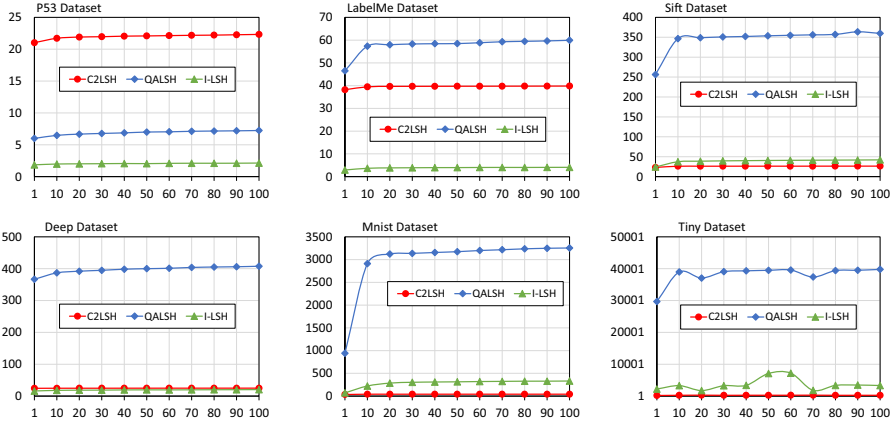 P53 Dataset
25
20
15
10
5
0
C2LSH QALSH I-LSH
1 10 20 30 40 50 60 70 80 90 100
LabelMe Dataset
70
60
50
40
30
20
10
0
C2LSH QALSH I-LSH
1 10 20 30 40 50 60 70 80 90 100
Sift Dataset
400
350
300
250
200
150
100
50
0
C2LSH QALSH I-LSH
1 10 20 30 40 50 60 70 80 90 100
Deep Dataset
500
400
300
200
100
0
C2LSH QALSH I-LSH
1 10 20 30 40 50 60 70 80 90 100
Mnist Dataset
3500
3000
2500
2000
1500
1000
500
0
C2LSH QALSH I-LSH
1 10 20 30 40 50 60 70 80 90 100
Tiny Dataset
50001
40001
30001
20001
10001
1
C2LSH QALSH I-LSH
1 10 20 30 40 50 60 70 80 90 100